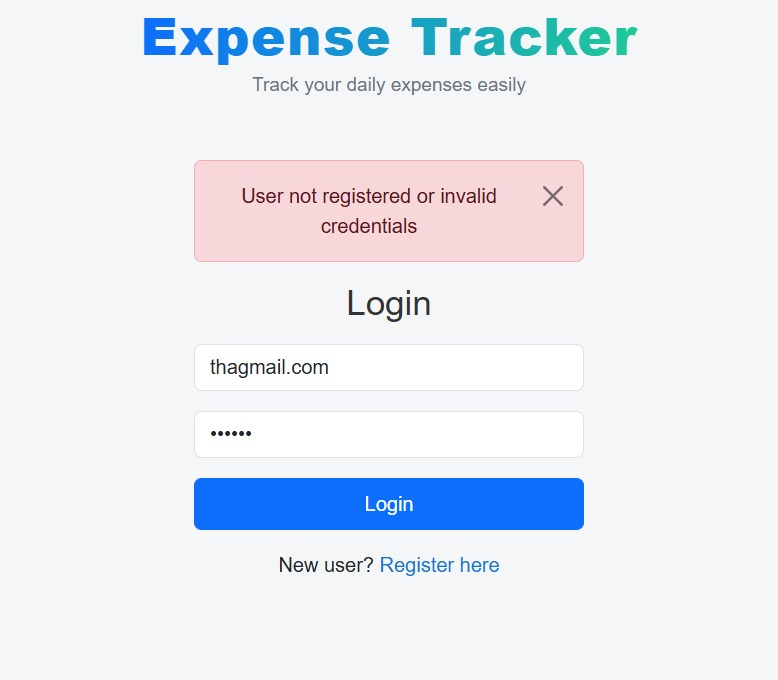 Expense Tracker
Track your daily expenses easily
User not registered or invalid
credentials
Login
thagmail.com
••••••
Login
New user? Register here